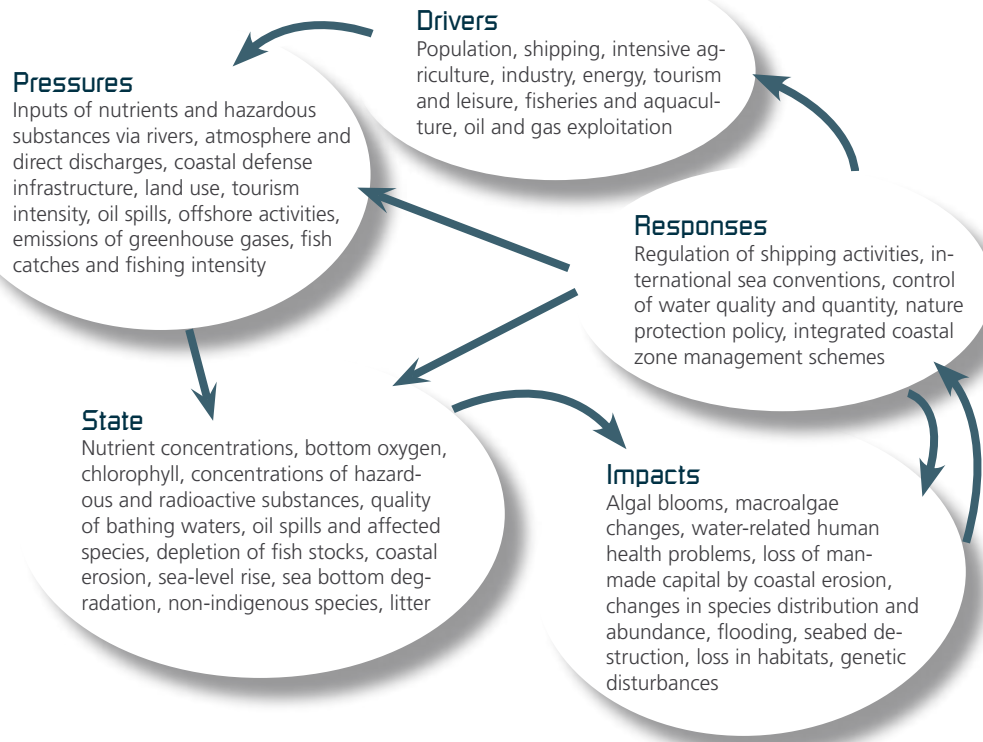 Drivers
Population, shipping, intensive ag-
riculture, industry, energy, tourism
and leisure, fisheries and aquacul-
ture, oil and gas exploitation
Pressures
Inputs of nutrients and hazardous
substances via rivers, atmosphere and
direct discharges, coastal defense
infrastructure, land use, tourism
intensity, oil spills, offshore activities,
emissions of greenhouse gases, fish
catches and fishing intensity
Responses
Regulation of shipping activities, in-
ternational sea conventions, control
of water quality and quantity, nature
protection policy, integrated coastal
zone management schemes
State
Nutrient concentrations, bottom oxygen,
chlorophyll, concentrations of hazard-
ous and radioactive substances, quality
of bathing waters, oil spills and affected
species, depletion of fish stocks, coastal
erosion, sea-level rise, sea bottom deg-
radation, non-indigenous species, litter
Impacts
Algal blooms, macroalgae
changes, water-related human
health problems, loss of man-
made capital by coastal erosion,
changes in species distribution and
abundance, flooding, seabed de-
struction, loss in habitats, genetic
disturbances